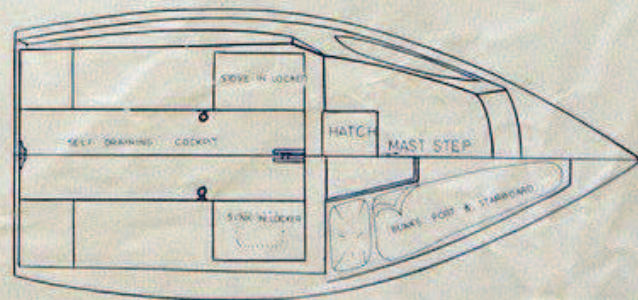 STOVE IN LOCKER
HATCH
MAST STEP
SELF DRAINING COCKPIT
BUNKS PORT & STARBOARD
SINK IN LOCKER